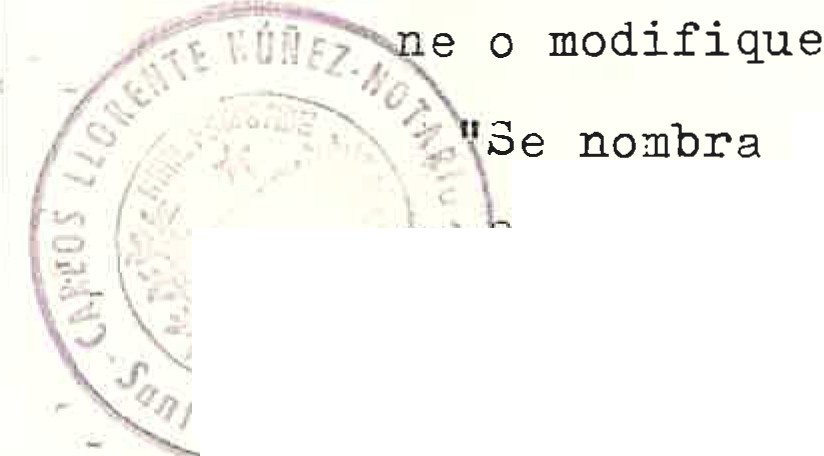 ne o modifique
"Se nombra
CARLOS LLORENTE NÚÑEZ-NOTARIO